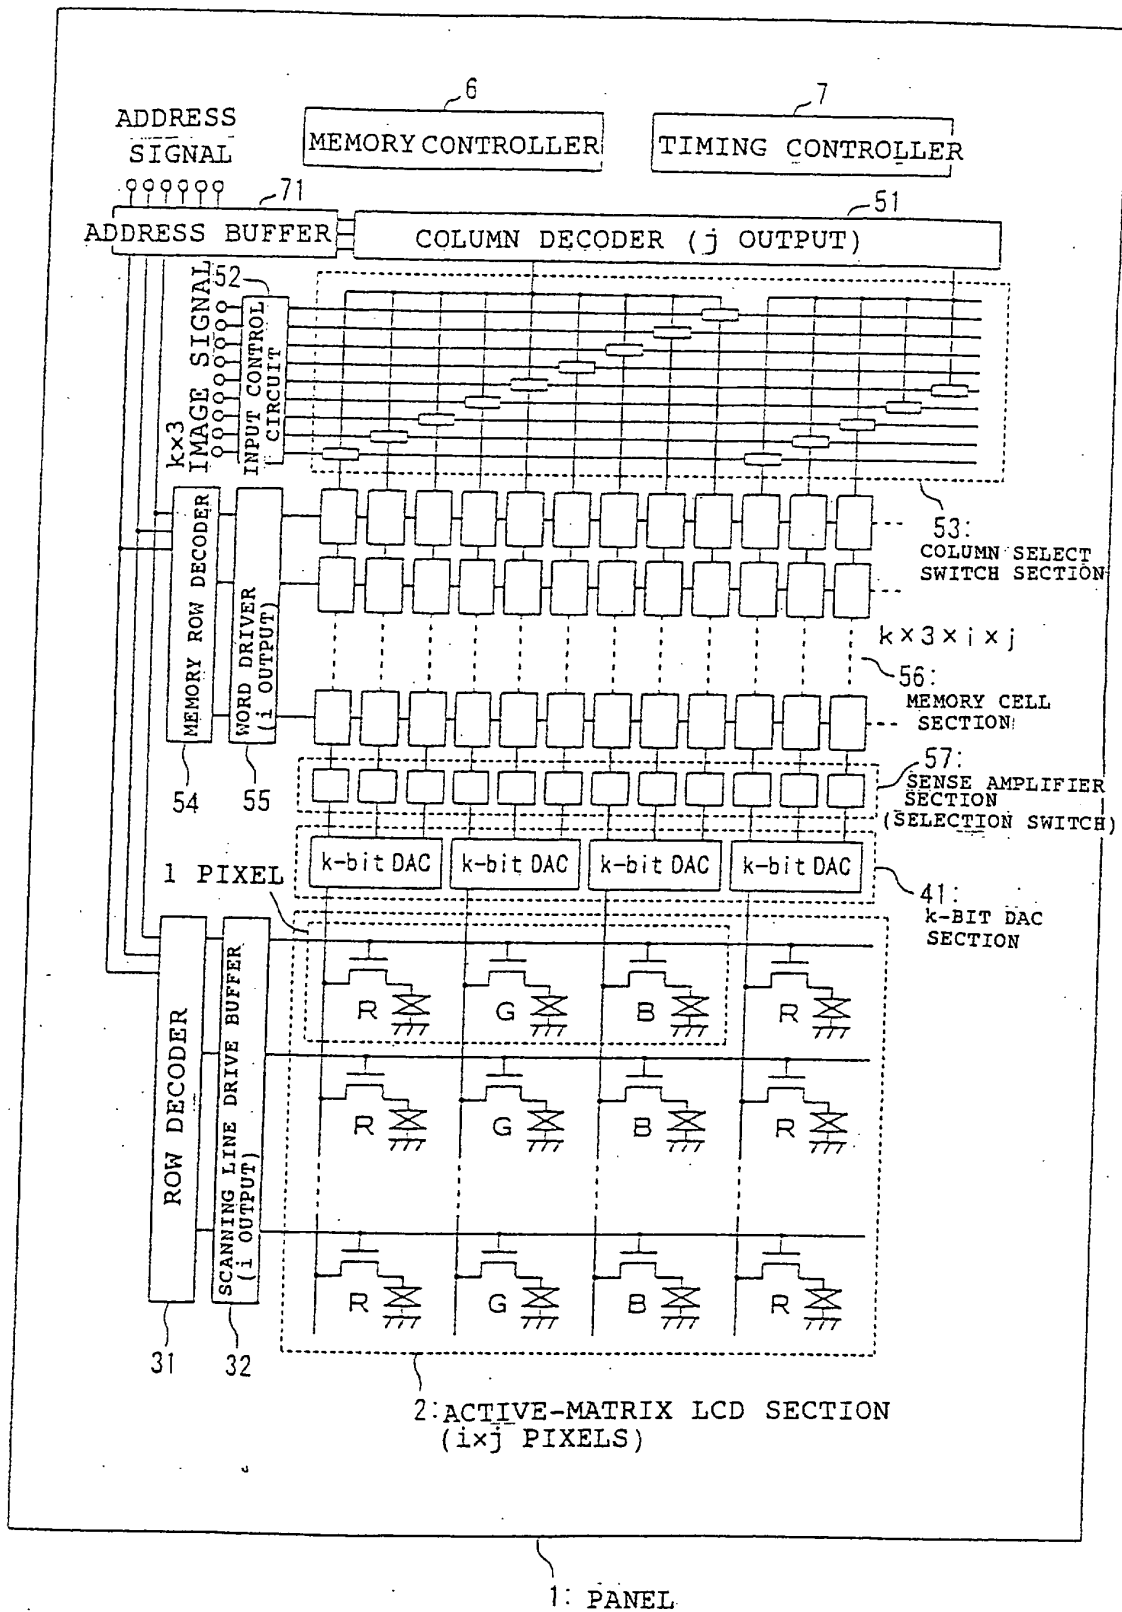 6
7
ADDRESS
SIGNAL
MEMORY CONTROLLER
TIMING CONTROLLER
71
51
ADDRESS BUFFER
COLUMN DECODER (j OUTPUT)
52
k×3
IMAGE SIGNAL
INPUT CONTROL
CIRCUIT
53:
COLUMN SELECT
SWITCH SECTION
MEMORY ROW DECODER
WORD DRIVER
(i OUTPUT)
k×3×i×j
56:
MEMORY CELL
SECTION
54
55
57:
SENSE AMPLIFIER
SECTION
(SELECTION SWITCH)
k-bit DAC
k-bit DAC
k-bit DAC
k-bit DAC
1 PIXEL
41:
k-BIT DAC
SECTION
ROW DECODER
SCANNING LINE DRIVE BUFFER
(i OUTPUT)
R G B R
R G B R
R G B R
31
32
2: ACTIVE-MATRIX LCD SECTION
(i×j PIXELS)
1: PANEL